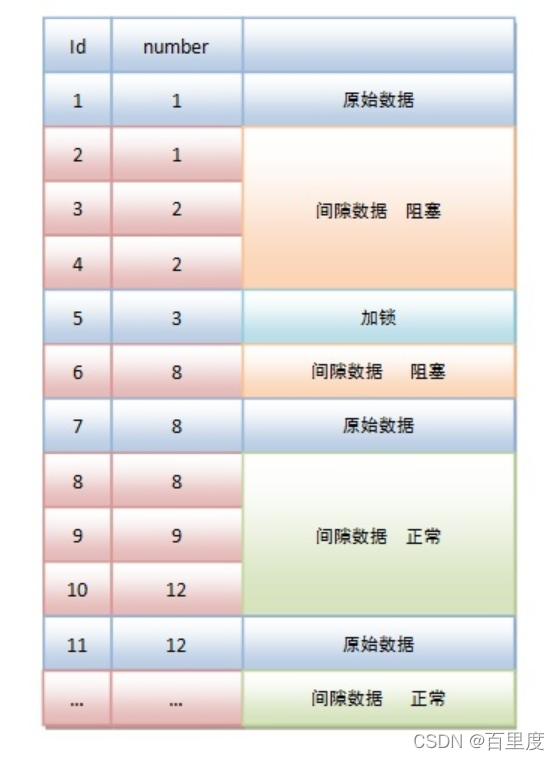 Id number
1 1 原始数据
2 1
3 2 间隙数据 阻塞
4 2
5 3 加锁
6 8 间隙数据 阻塞
7 8 原始数据
8 8
9 9 间隙数据 正常
10 12
11 12 原始数据
... ... 间隙数据 正常
CSDN @百里度